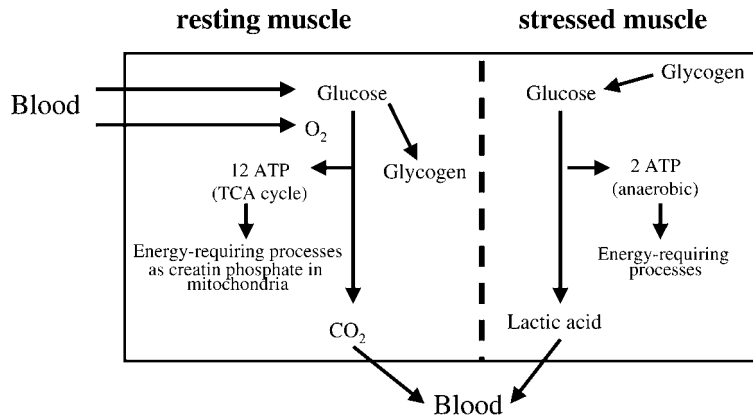 resting muscle
stressed muscle
Blood
Glucose
O2
12 ATP
(TCA cycle)
Glycogen
Energy-requiring processes
as creatin phosphate in
mitochondria
CO2
Glycogen
Glucose
2 ATP
(anaerobic)
Energy-requiring
processes
Lactic acid
Blood